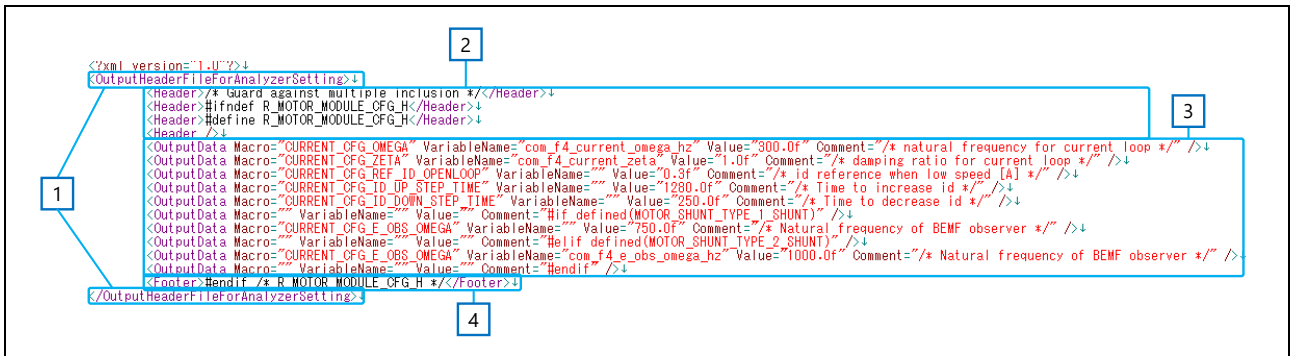 2
<?xml version="1.0"?>↓
<OutputHeaderFileForAnalyzerSetting>↓
<Header>/* Guard against multiple inclusion */</Header>↓
<Header>#ifndef R_MOTOR_MODULE_CFG_H</Header>↓
<Header>#define R_MOTOR_MODULE_CFG_H</Header>↓
<Header />↓
3
<OutputData Macro="CURRENT_CFG_OMEGA" VariableName="com_f4_current_omega_hz" Value="300.0f" Comment="/* natural frequency for current loop */" />↓
<OutputData Macro="CURRENT_CFG_ZETA" VariableName="com_f4_current_zeta" Value="1.0f" Comment="/* damping ratio for current loop */" />↓
<OutputData Macro="CURRENT_CFG_REF_ID_OPENLOOP" VariableName="" Value="0.3f" Comment="/* id reference when low speed [A] */" />↓
<OutputData Macro="CURRENT_CFG_ID_UP_STEP_TIME" VariableName="" Value="1280.0f" Comment="/* Time to increase id */" />↓
<OutputData Macro="CURRENT_CFG_ID_DOWN_STEP_TIME" VariableName="" Value="250.0f" Comment="/* Time to decrease id */" />↓
1
<OutputData Macro="" VariableName="" Value="" Comment="#if defined(MOTOR_SHUNT_TYPE_1_SHUNT)" />↓
<OutputData Macro="CURRENT_CFG_E_OBS_OMEGA" VariableName="" Value="750.0f" Comment="/* Natural frequency of BEMF observer */" />↓
<OutputData Macro="" VariableName="" Value="" Comment="#elif defined(MOTOR_SHUNT_TYPE_2_SHUNT)" />↓
<OutputData Macro="CURRENT_CFG_E_OBS_OMEGA" VariableName="com_f4_e_obs_omega_hz" Value="1000.0f" Comment="/* Natural frequency of BEMF observer */" />↓
<OutputData Macro="" VariableName="" Value="" Comment="#endif" />↓
<Footer>#endif /* R_MOTOR_MODULE_CFG_H */</Footer>↓
</OutputHeaderFileForAnalyzerSetting>↓
4